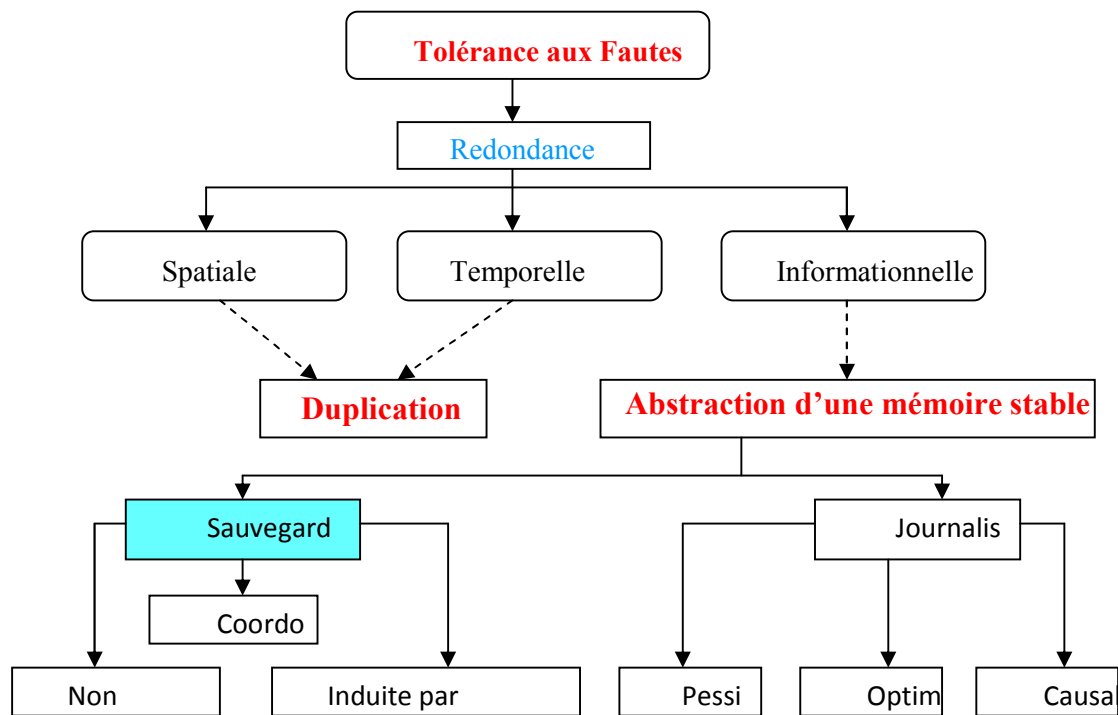 Tolérance aux Fautes
Redondance
Spatiale
Temporelle
Informationnelle
Duplication
Abstraction d’une mémoire stable
Sauvegard
Journalis
Coordo
Non
Induite par
Pessi
Optim
Causal